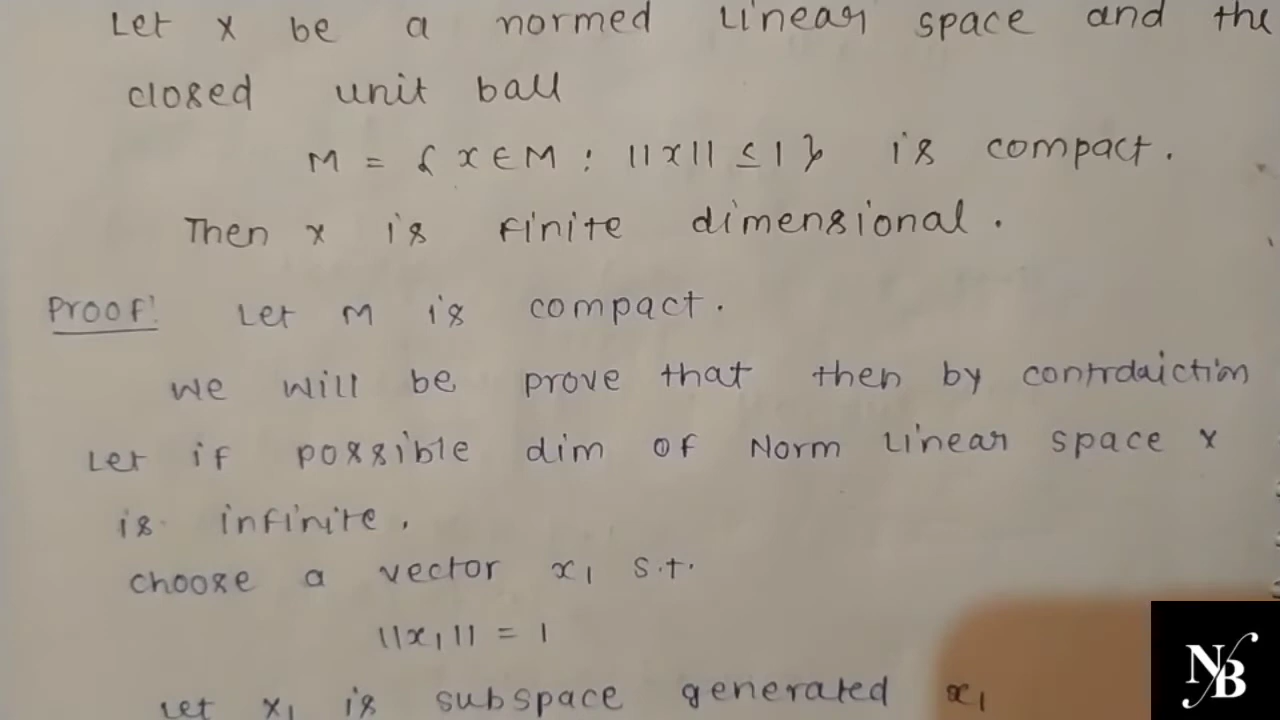 Let X be a normed linear space and the
closed unit ball
M = { x ∈ M : ||x|| ≤ 1 } is compact.
Then X is finite dimensional.
Proof: Let M is compact.
we will be prove that then by contrdaiction
Let if possible dim of Norm linear space X
is infinite.
choose a vector x₁ s.t.
||x₁|| = 1
Let X₁ is subspace generated x₁
NB